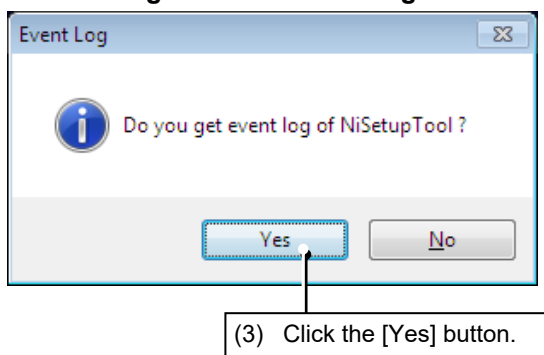 Event Log
Do you get event log of NiSetupTool ?
Yes
No
(3) Click the [Yes] button.